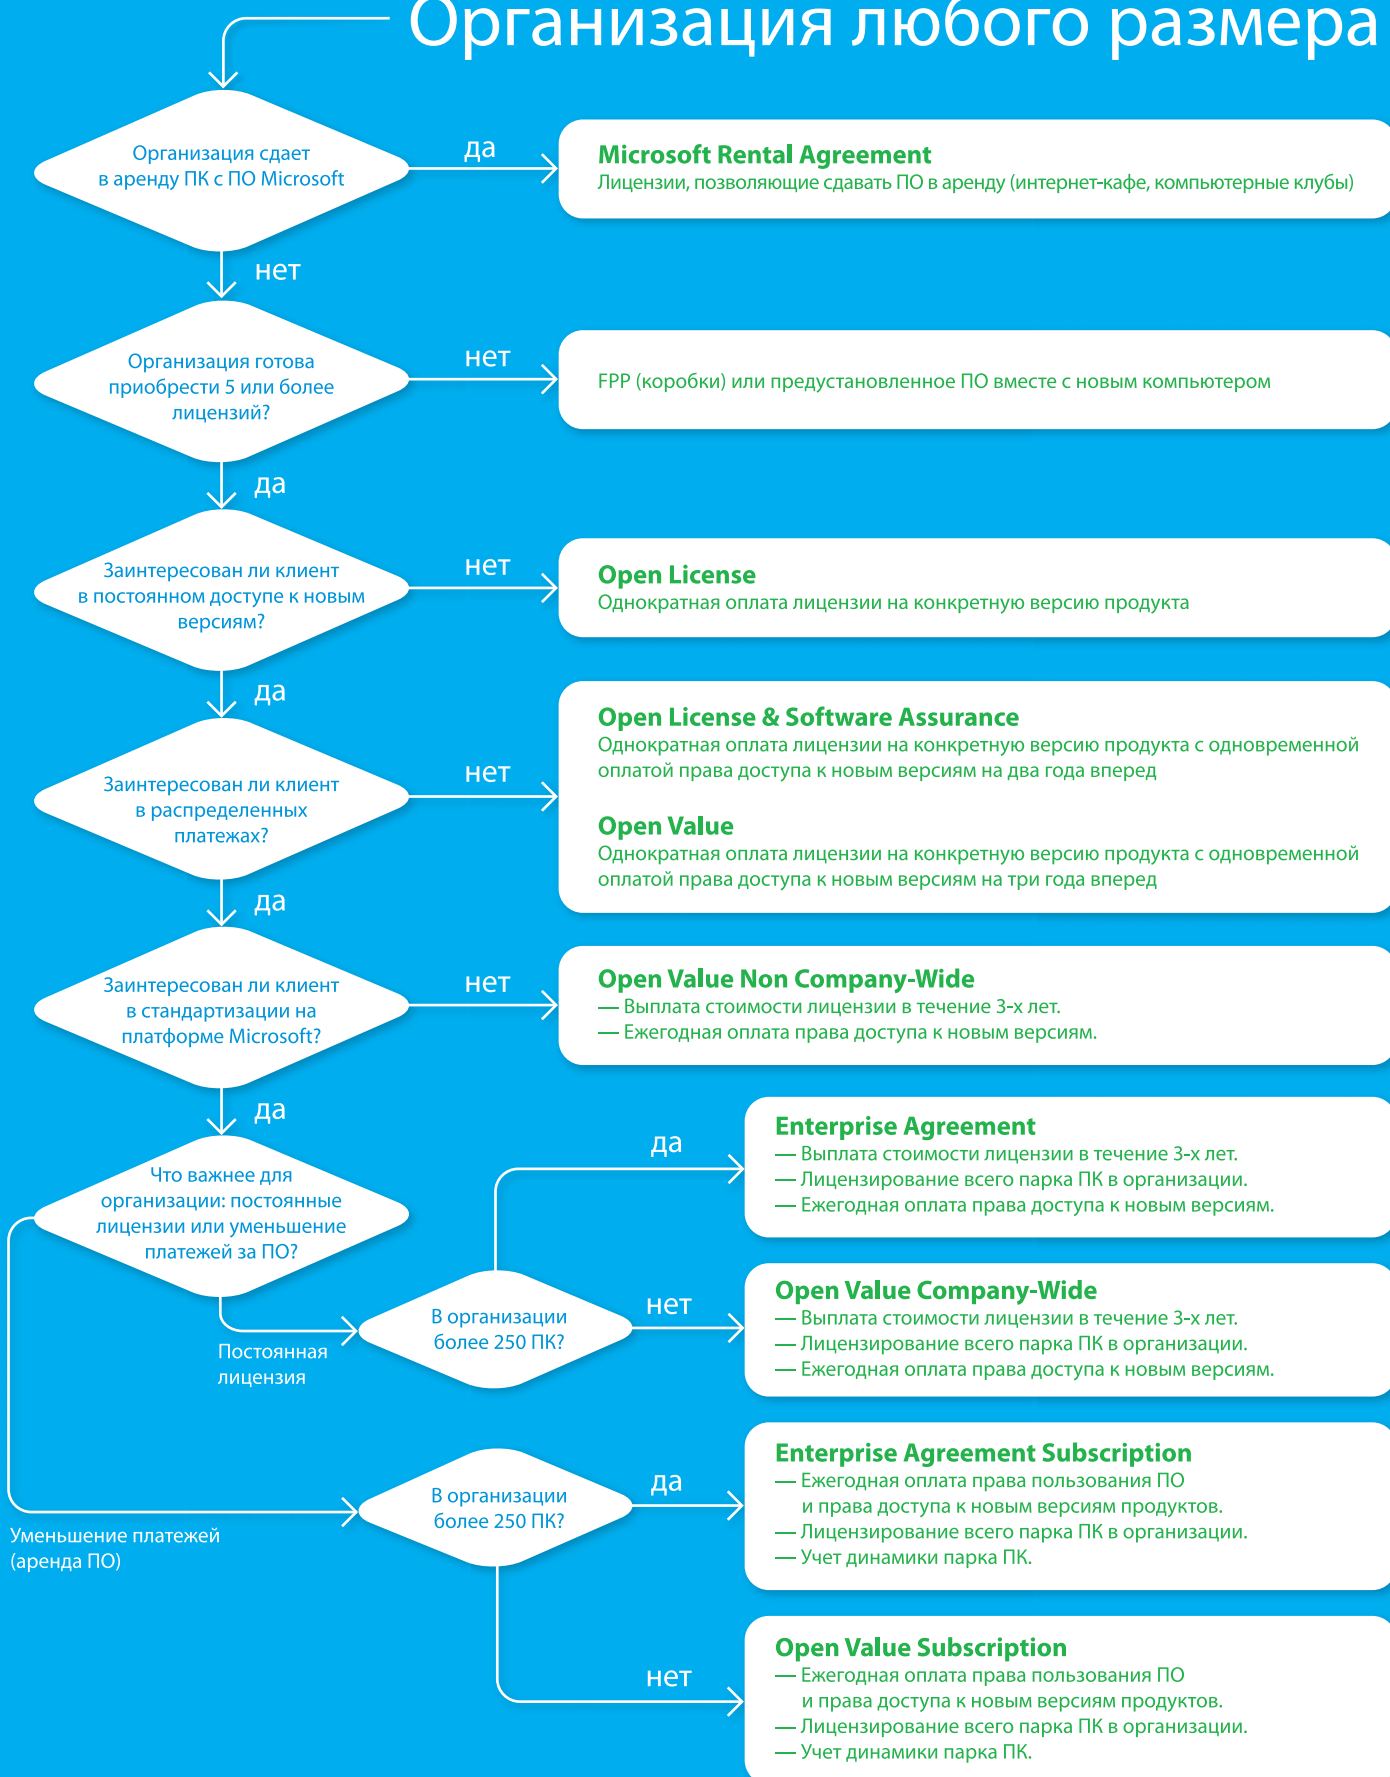 Организация любого размера
Организация сдает
в аренду ПК с ПО Microsoft
да
Microsoft Rental Agreement
Лицензии, позволяющие сдавать ПО в аренду (интернет-кафе, компьютерные клубы)
нет
Организация готова
приобрести 5 или более
лицензий?
нет
FPP (коробки) или предустановленное ПО вместе с новым компьютером
да
Заинтересован ли клиент
в постоянном доступе к новым
версиям?
нет
Open License
Однократная оплата лицензии на конкретную версию продукта
да
Заинтересован ли клиент
в распределенных
платежах?
нет
Open License & Software Assurance
Однократная оплата лицензии на конкретную версию продукта с одновременной
оплатой права доступа к новым версиям на два года вперед
Open Value
Однократная оплата лицензии на конкретную версию продукта с одновременной
оплатой права доступа к новым версиям на три года вперед
да
Заинтересован ли клиент
в стандартизации на
платформе Microsoft?
нет
Open Value Non Company-Wide
— Выплата стоимости лицензии в течение 3-х лет.
— Ежегодная оплата права доступа к новым версиям.
да
Что важнее для
организации: постоянные
лицензии или уменьшение
платежей за ПО?
Постоянная
лицензия
В организации
более 250 ПК?
да
Enterprise Agreement
— Выплата стоимости лицензии в течение 3-х лет.
— Лицензирование всего парка ПК в организации.
— Ежегодная оплата права доступа к новым версиям.
нет
Open Value Company-Wide
— Выплата стоимости лицензии в течение 3-х лет.
— Лицензирование всего парка ПК в организации.
— Ежегодная оплата права доступа к новым версиям.
Уменьшение платежей
(аренда ПО)
В организации
более 250 ПК?
да
Enterprise Agreement Subscription
— Ежегодная оплата права пользования ПО
и права доступа к новым версиям продуктов.
— Лицензирование всего парка ПК в организации.
— Учет динамики парка ПК.
нет
Open Value Subscription
— Ежегодная оплата права пользования ПО
и права доступа к новым версиям продуктов.
— Лицензирование всего парка ПК в организации.
— Учет динамики парка ПК.